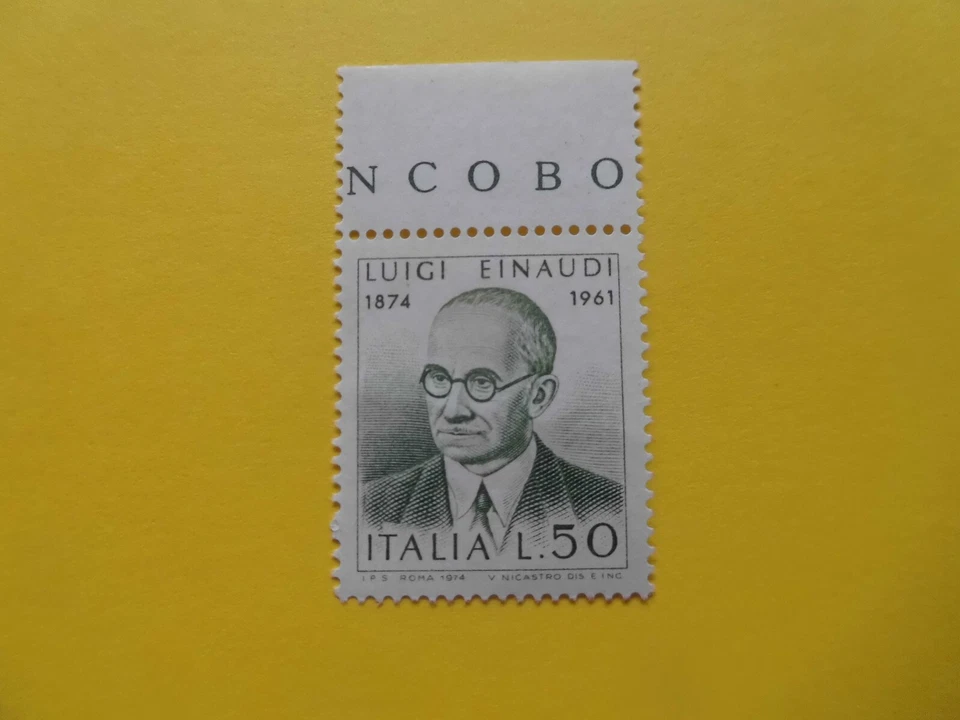 NCOBO
LUIGI EINAUDI
1874 1961
ITALIA L.50
I.P.S. ROMA 1974 V. NICASTRO DIS. E INC.